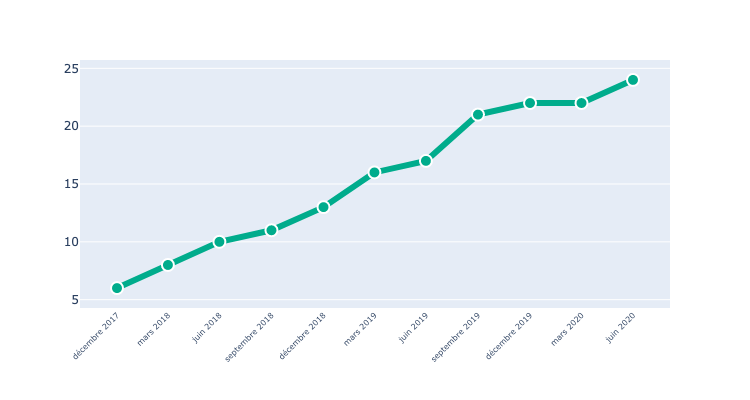 25
20
15
10
5
décembre 2017
mars 2018
juin 2018
septembre 2018
décembre 2018
mars 2019
juin 2019
septembre 2019
décembre 2019
mars 2020
juin 2020